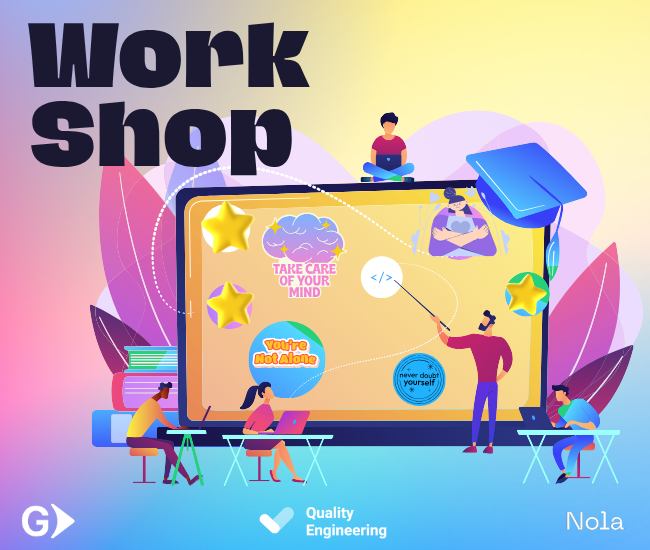 Work
Shop
TAKE CARE
OF YOUR
MIND
</>
You're
Not Alone
never doubt
yourself
G
Quality
Engineering
Nola